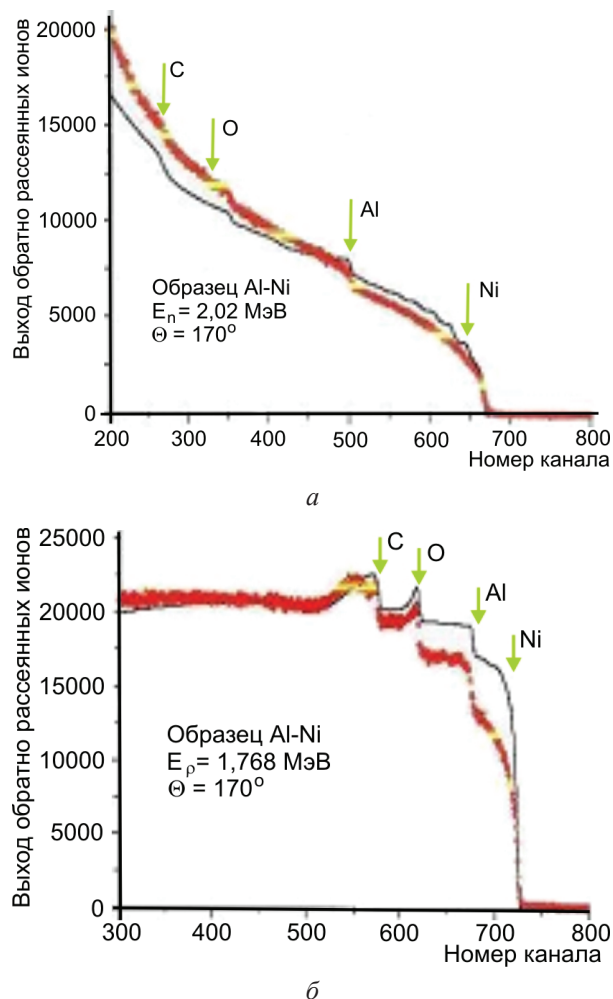 Выход обратно рассеянных ионов
20000
15000
10000
5000
0
C
O
Al
Ni
Образец Al-Ni
Eп= 2,02 МэВ
Θ = 170°
200 300 400 500 600 700 800
Номер канала
а
Выход обратно рассеянных ионов
25000
20000
15000
10000
5000
0
C
O
Al
Ni
Образец Al-Ni
Eρ= 1,768 МэВ
Θ = 170°
300 400 500 600 700 800
Номер канала
б